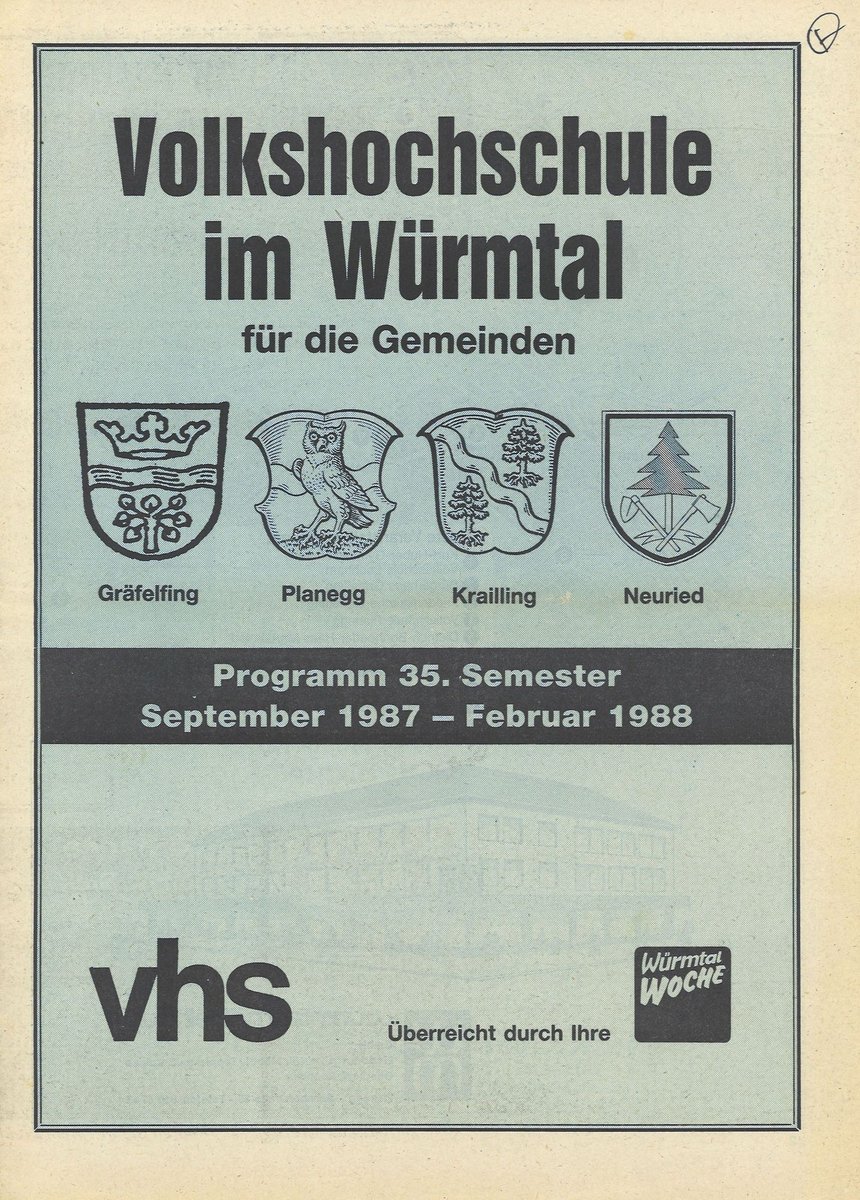 Volkshochschule
im Würmtal
für die Gemeinden
Gräfelfing
Planegg
Krailling
Neuried
Programm 35. Semester
September 1987 – Februar 1988
vhs
Überreicht durch Ihre
Würmtal
WOCHE